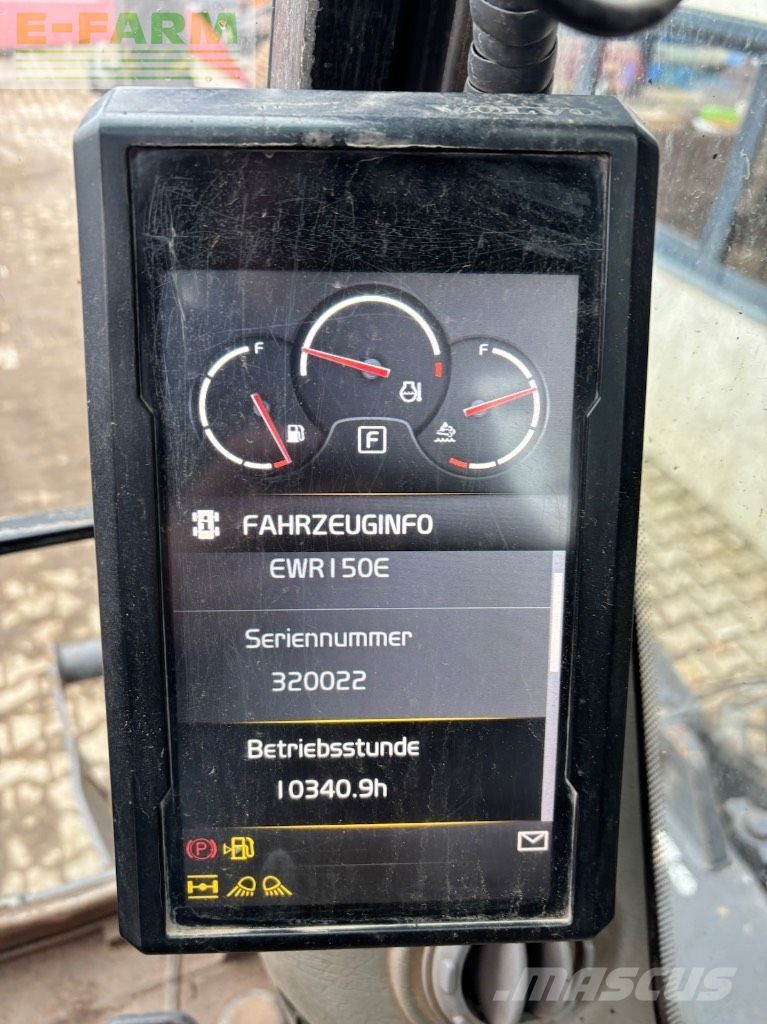 E-FARM
F
F
F
FAHRZEUGINFO
EWR150E
Seriennummer
320022
Betriebsstunde
10340.9h
P
MASCUS